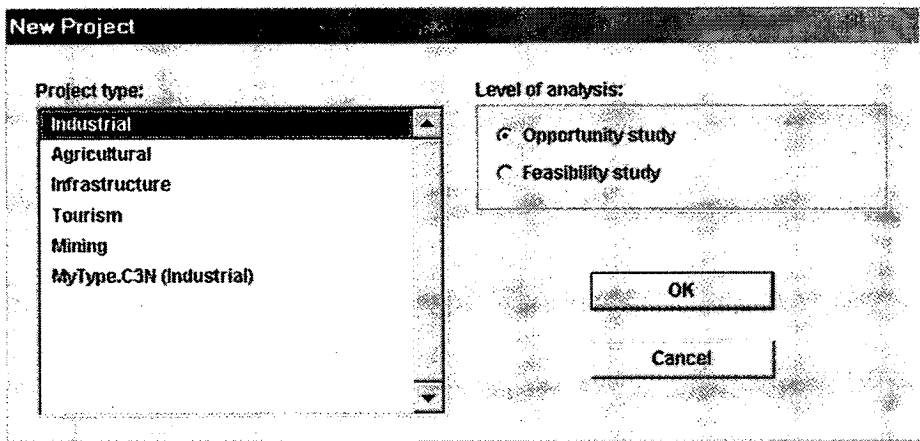 New Project
Project type:
Industrial
Agricultural
Infrastructure
Tourism
Mining
MyType.C3N (Industrial)
Level of analysis:
Opportunity study
Feasibility study
OK
Cancel